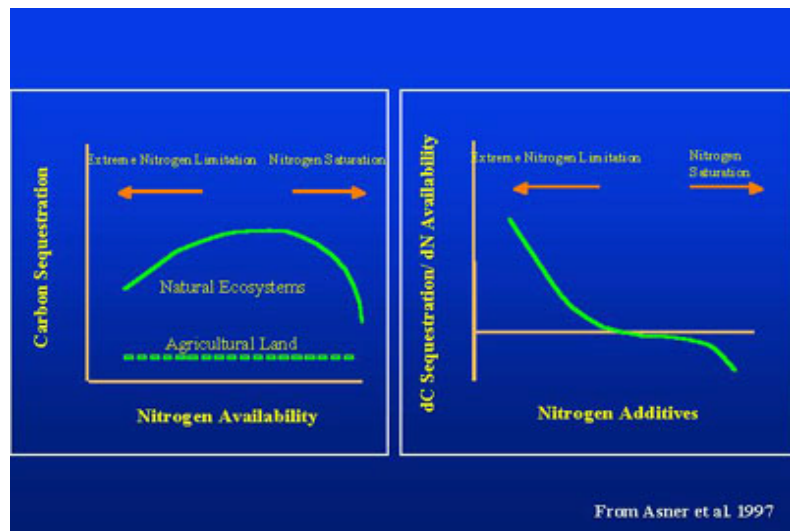 Extreme Nitrogen Limitation
Nitrogen Saturation
Carbon Sequestration
Natural Ecosystems
Agricultural Land
Nitrogen Availability
dC Sequestration/ dN Availability
Extreme Nitrogen Limitation
Nitrogen
Saturation
Nitrogen Additives
From Asner et al. 1997